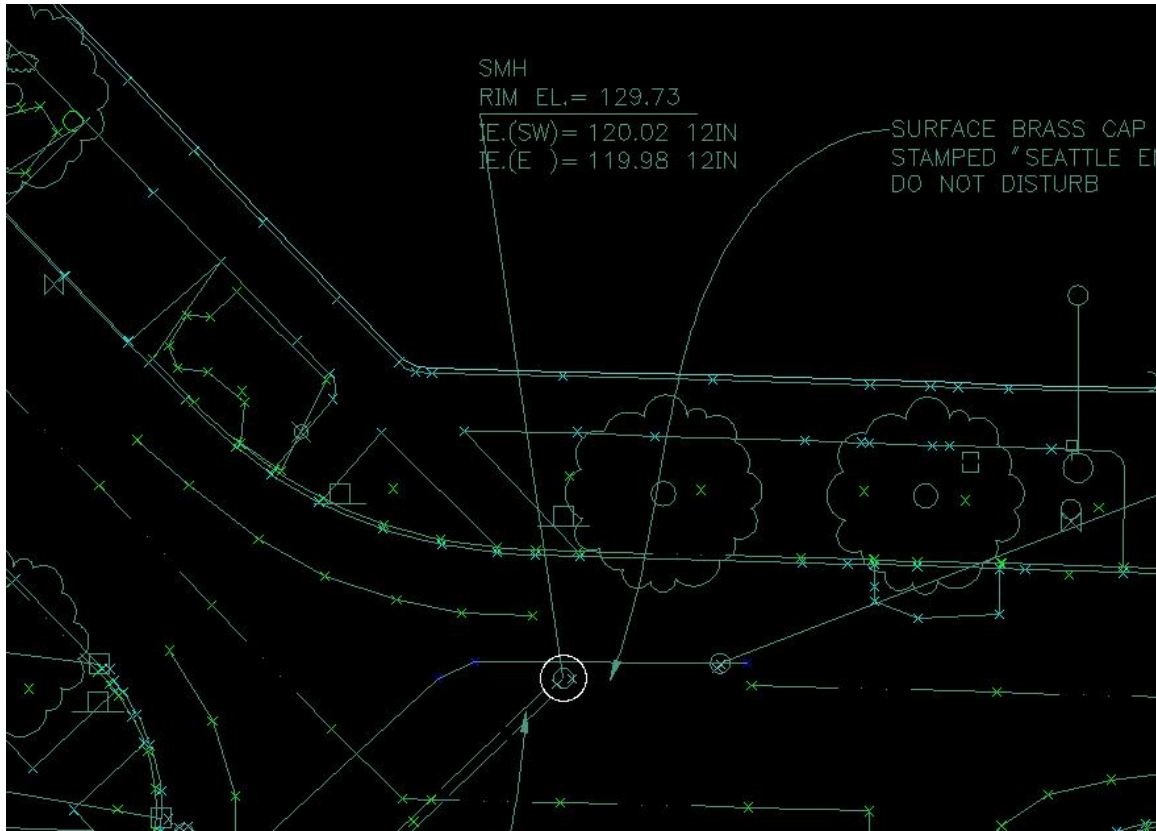 SMH
RIM EL.= 129.73
IE.(SW)= 120.02 12IN
IE.(E )= 119.98 12IN
SURFACE BRASS CAP
STAMPED "SEATTLE
DO NOT DISTURB